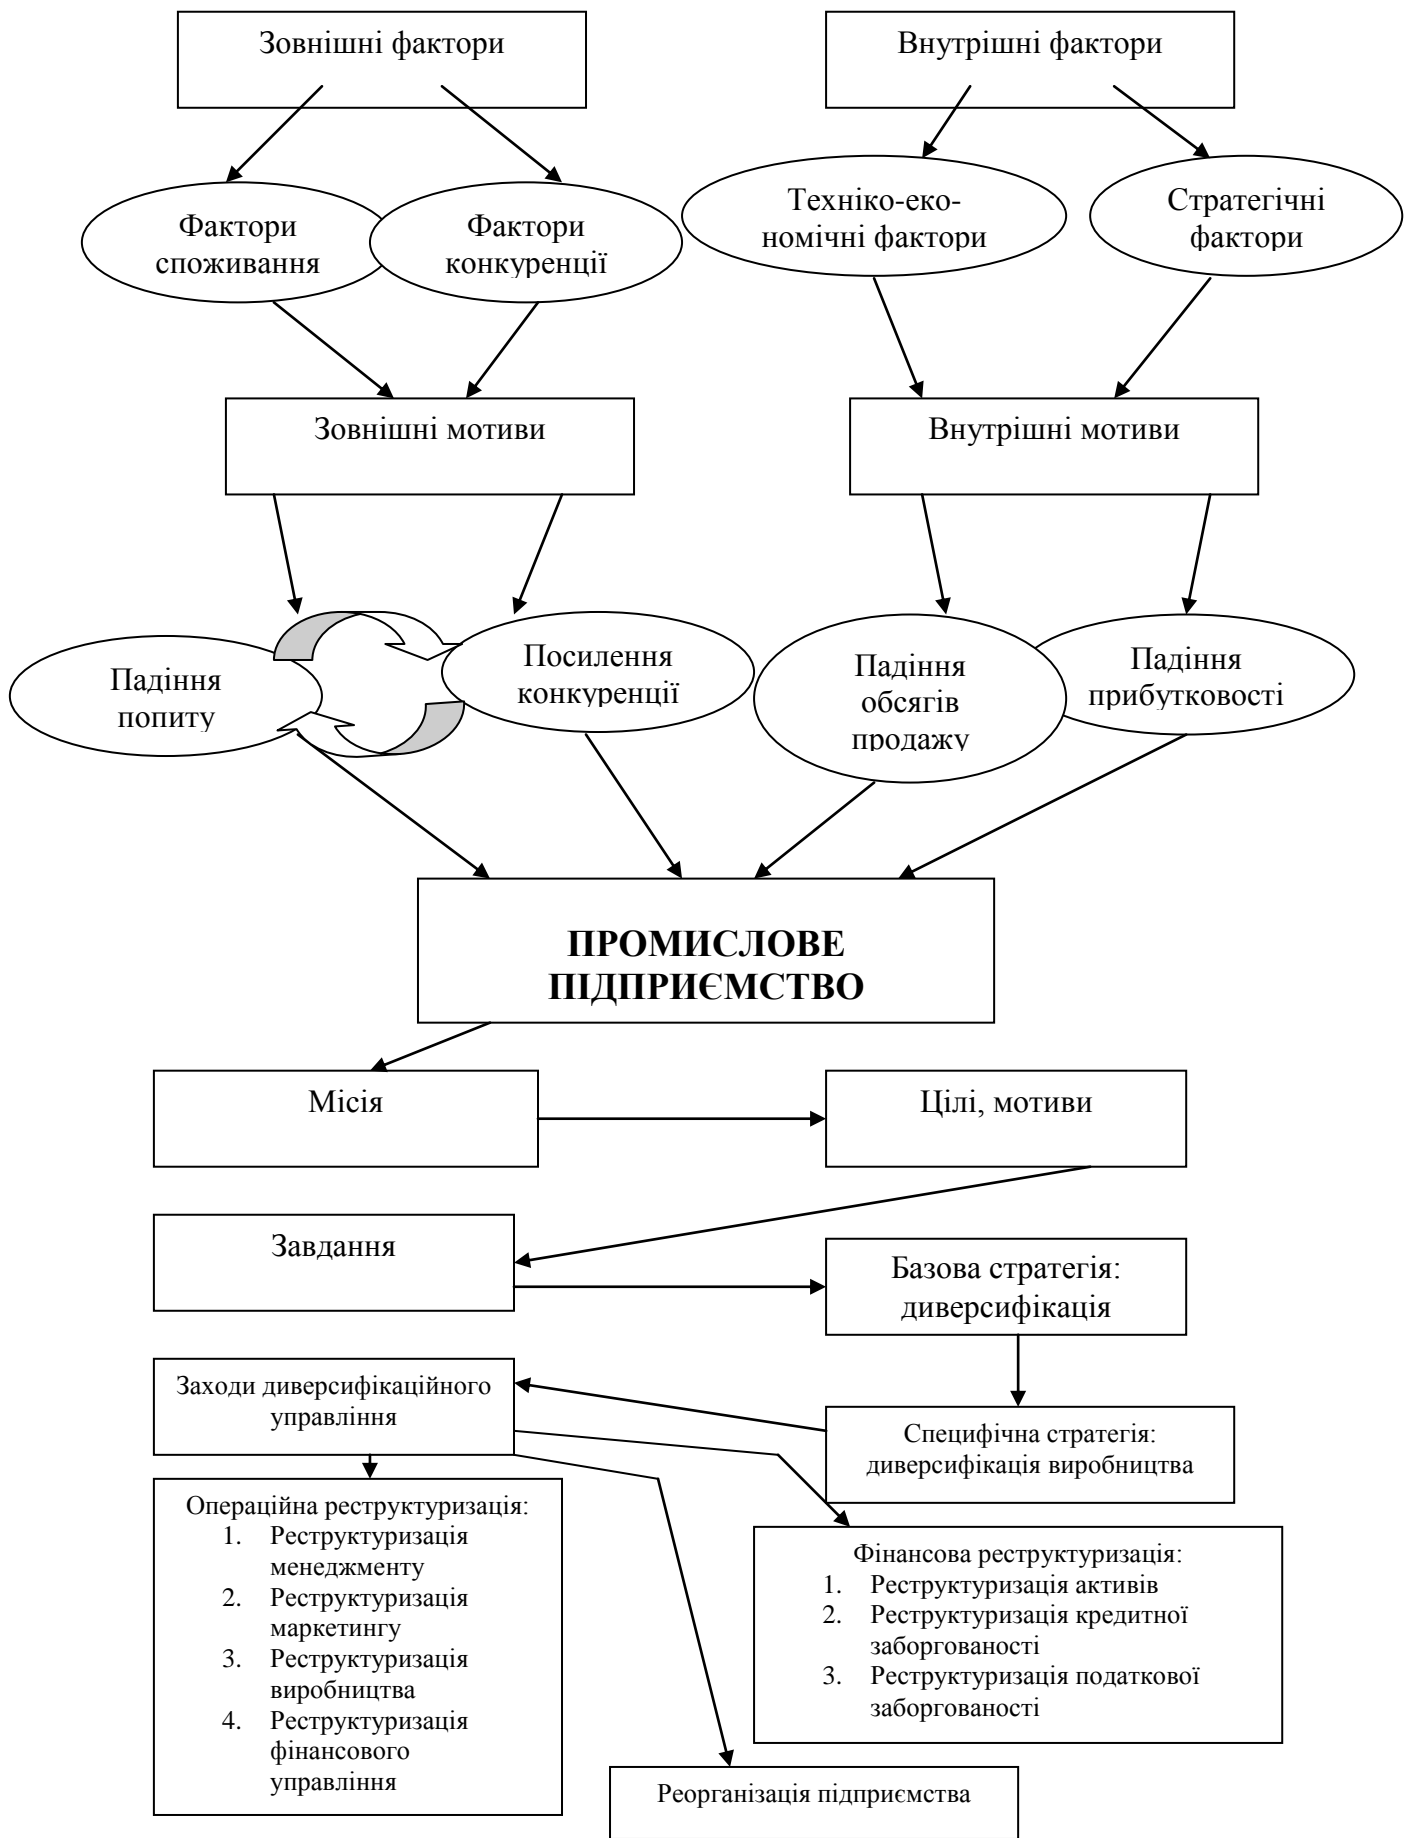 Зовнішні фактори
Внутрішні фактори
Фактори
споживання
Фактори
конкуренції
Техніко-еко-
номічні фактори
Стратегічні
фактори
Зовнішні мотиви
Внутрішні мотиви
Падіння
попиту
Посилення
конкуренції
Падіння
обсягів
продажу
Падіння
прибутковості
ПРОМИСЛОВЕ
ПІДПРИЄМСТВО
Місія
Цілі, мотиви
Завдання
Базова стратегія:
диверсифікація
Заходи диверсифікаційного
управління
Специфічна стратегія:
диверсифікація виробництва
Операційна реструктуризація:
1. Реструктуризація
менеджменту
2. Реструктуризація
маркетингу
3. Реструктуризація
виробництва
4. Реструктуризація
фінансового
управління
Фінансова реструктуризація:
1. Реструктуризація активів
2. Реструктуризація кредитної
заборгованості
3. Реструктуризація податкової
заборгованості
Реорганізація підприємства